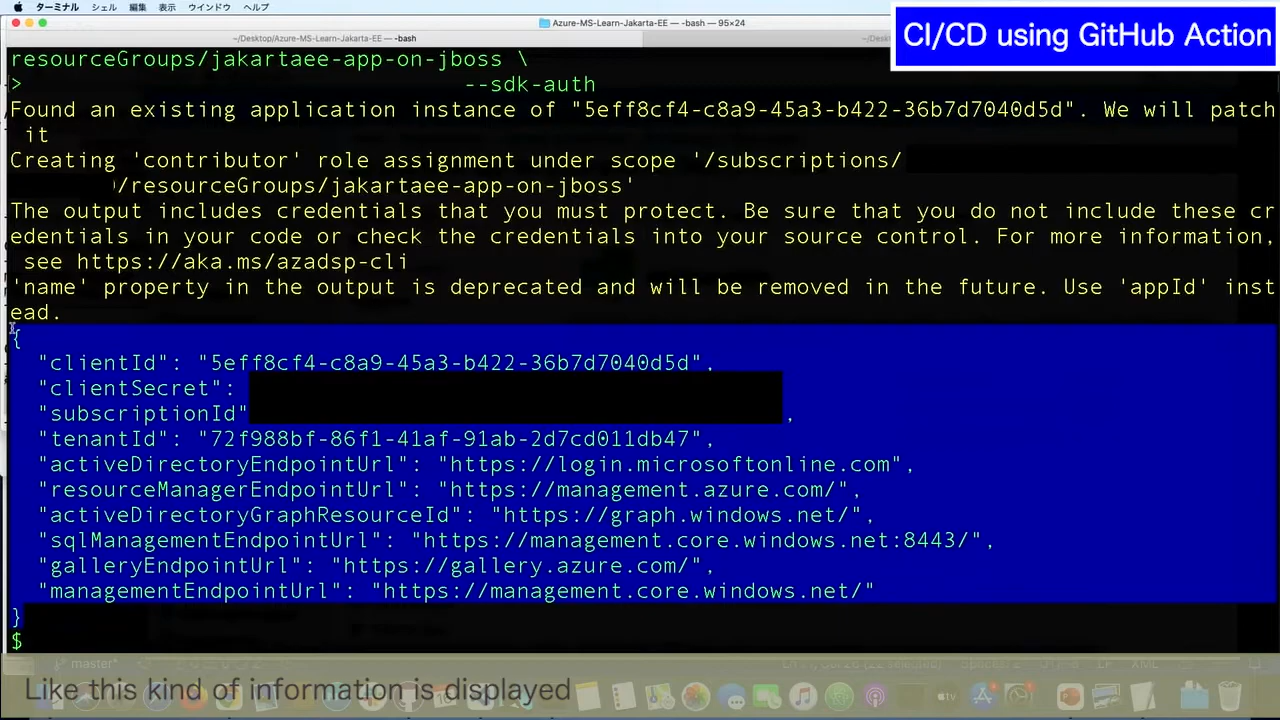 ターミナル シェル 編集 表示 ウインドウ ヘルプ
Azure-MS-Learn-Jakarta-EE — -bash — 95×24
~/Desktop/Azure-MS-Learn-Jakarta-EE — -bash
CI/CD using GitHub Action
resourceGroups/jakartaee-app-on-jboss \
> --sdk-auth
Found an existing application instance of "5eff8cf4-c8a9-45a3-b422-36b7d7040d5d". We will patch
it
Creating 'contributor' role assignment under scope '/subscriptions/
/resourceGroups/jakartaee-app-on-jboss'
The output includes credentials that you must protect. Be sure that you do not include these cr
edentials in your code or check the credentials into your source control. For more information,
see https://aka.ms/azadsp-cli
'name' property in the output is deprecated and will be removed in the future. Use 'appId' inst
ead.
{
"clientId": "5eff8cf4-c8a9-45a3-b422-36b7d7040d5d",
"clientSecret":
"subscriptionId" ,
"tenantId": "72f988bf-86f1-41af-91ab-2d7cd011db47",
"activeDirectoryEndpointUrl": "https://login.microsoftonline.com",
"resourceManagerEndpointUrl": "https://management.azure.com/",
"activeDirectoryGraphResourceId": "https://graph.windows.net/",
"sqlManagementEndpointUrl": "https://management.core.windows.net:8443/",
"galleryEndpointUrl": "https://gallery.azure.com/",
"managementEndpointUrl": "https://management.core.windows.net/"
}
$
master*
Like this kind of information is displayed